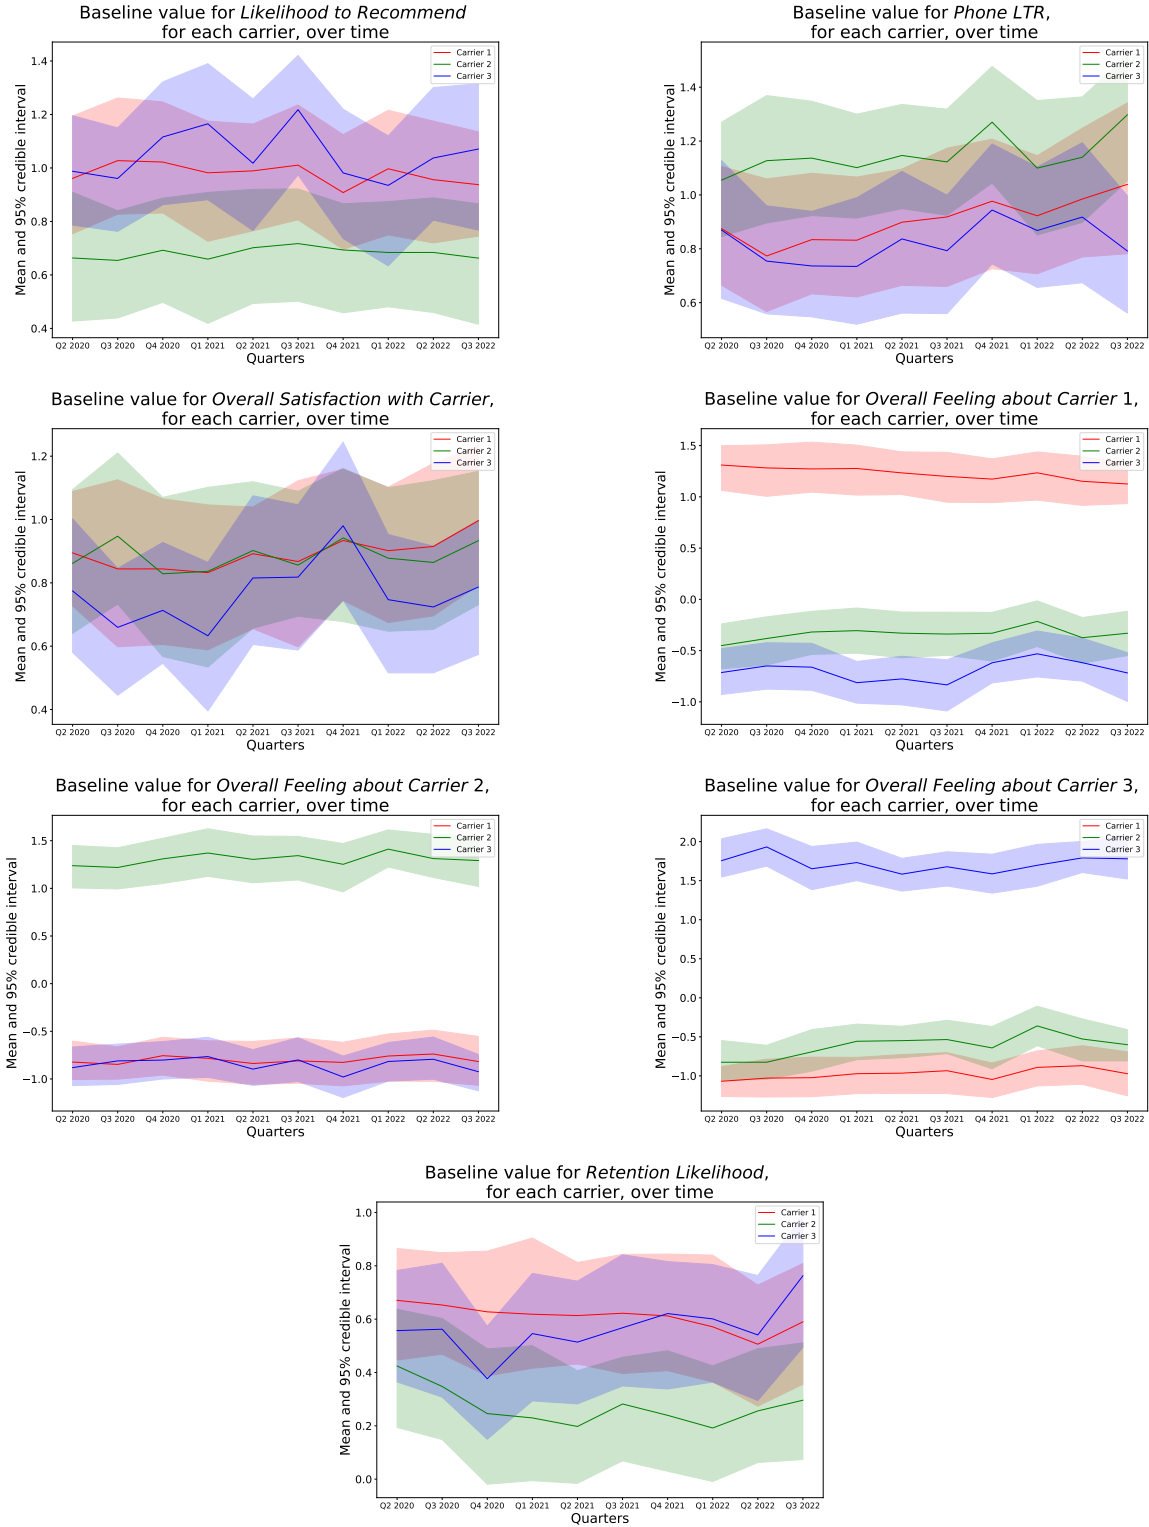 Baseline value for Likelihood to Recommend
for each carrier, over time
Mean and 95% credible interval
1.4
1.2
1.0
0.8
0.6
0.4
Carrier 1
Carrier 2
Carrier 3
Q2 2020 Q3 2020 Q4 2020 Q1 2021 Q2 2021 Q3 2021 Q4 2021 Q1 2022 Q2 2022 Q3 2022
Quarters
Baseline value for Phone LTR,
for each carrier, over time
Mean and 95% credible interval
1.4
1.2
1.0
0.8
0.6
Carrier 1
Carrier 2
Carrier 3
Q2 2020 Q3 2020 Q4 2020 Q1 2021 Q2 2021 Q3 2021 Q4 2021 Q1 2022 Q2 2022 Q3 2022
Quarters
Baseline value for Overall Satisfaction with Carrier,
for each carrier, over time
Mean and 95% credible interval
1.2
1.0
0.8
0.6
0.4
Carrier 1
Carrier 2
Carrier 3
Q2 2020 Q3 2020 Q4 2020 Q1 2021 Q2 2021 Q3 2021 Q4 2021 Q1 2022 Q2 2022 Q3 2022
Quarters
Baseline value for Overall Feeling about Carrier 1,
for each carrier, over time
Mean and 95% credible interval
1.5
1.0
0.5
0.0
−0.5
−1.0
Carrier 1
Carrier 2
Carrier 3
Q2 2020 Q3 2020 Q4 2020 Q1 2021 Q2 2021 Q3 2021 Q4 2021 Q1 2022 Q2 2022 Q3 2022
Quarters
Baseline value for Overall Feeling about Carrier 2,
for each carrier, over time
Mean and 95% credible interval
1.5
1.0
0.5
0.0
−0.5
−1.0
Carrier 1
Carrier 2
Carrier 3
Q2 2020 Q3 2020 Q4 2020 Q1 2021 Q2 2021 Q3 2021 Q4 2021 Q1 2022 Q2 2022 Q3 2022
Quarters
Baseline value for Overall Feeling about Carrier 3,
for each carrier, over time
Mean and 95% credible interval
2.0
1.5
1.0
0.5
0.0
−0.5
−1.0
Carrier 1
Carrier 2
Carrier 3
Q2 2020 Q3 2020 Q4 2020 Q1 2021 Q2 2021 Q3 2021 Q4 2021 Q1 2022 Q2 2022 Q3 2022
Quarters
Baseline value for Retention Likelihood,
for each carrier, over time
Mean and 95% credible interval
1.0
0.8
0.6
0.4
0.2
0.0
Carrier 1
Carrier 2
Carrier 3
Q2 2020 Q3 2020 Q4 2020 Q1 2021 Q2 2021 Q3 2021 Q4 2021 Q1 2022 Q2 2022 Q3 2022
Quarters